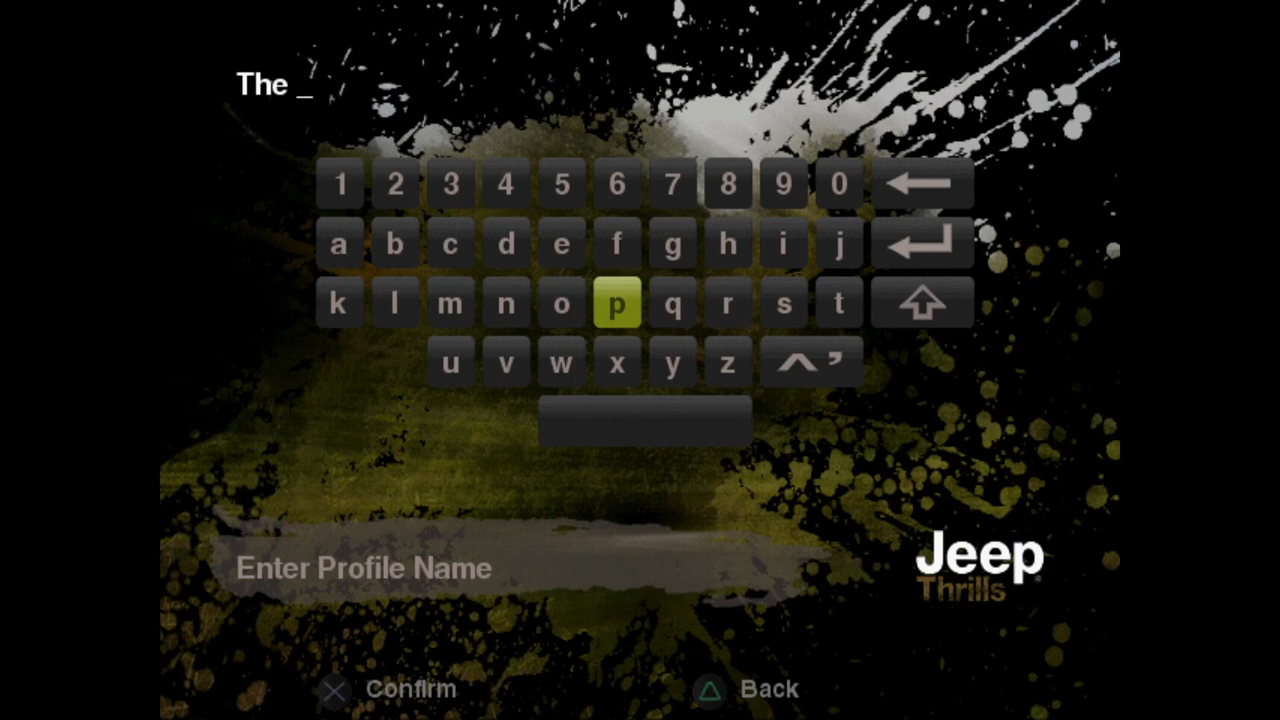 The _
1 2 3 4 5 6 7 8 9 0
a b c d e f g h i j
k l m n o p q r s t
u v w x y z ^ ’
Enter Profile Name
Jeep
Thrills
Confirm Back